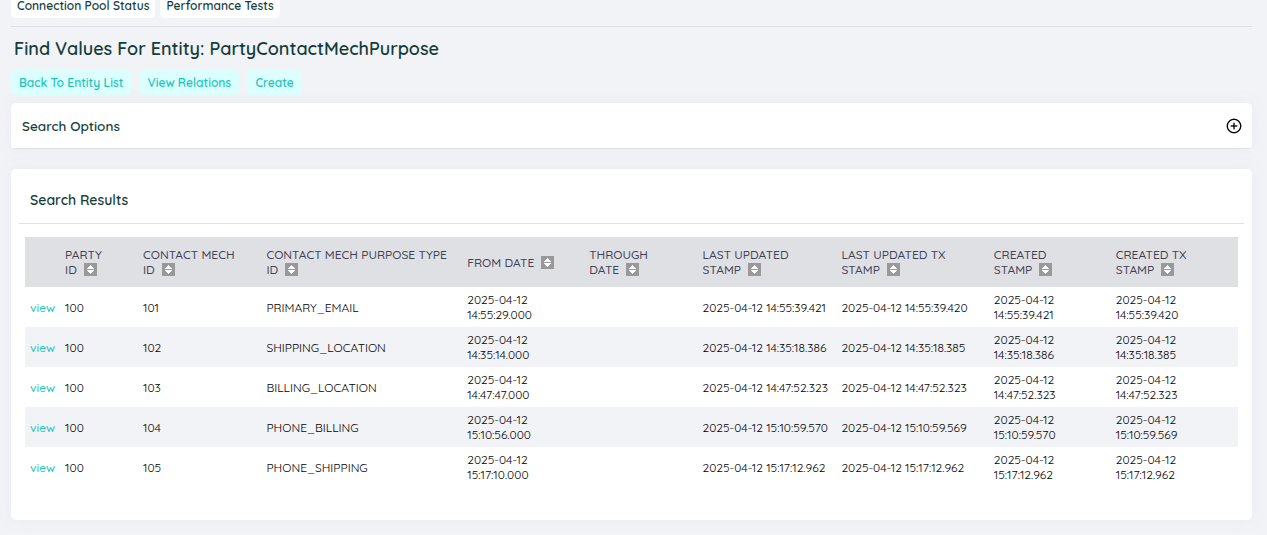 Connection Pool Status Performance Tests
Find Values For Entity: PartyContactMechPurpose
Back To Entity List View Relations Create
Search Options
Search Results
PARTY ID CONTACT MECH ID CONTACT MECH PURPOSE TYPE ID FROM DATE THROUGH DATE LAST UPDATED STAMP LAST UPDATED TX STAMP CREATED STAMP CREATED TX STAMP
view 100 101 PRIMARY_EMAIL 2025-04-12 14:55:29.000 2025-04-12 14:55:39.421 2025-04-12 14:55:39.420 2025-04-12 14:55:39.421 2025-04-12 14:55:39.420
view 100 102 SHIPPING_LOCATION 2025-04-12 14:35:14.000 2025-04-12 14:35:18.386 2025-04-12 14:35:18.385 2025-04-12 14:35:18.386 2025-04-12 14:35:18.385
view 100 103 BILLING_LOCATION 2025-04-12 14:47:47.000 2025-04-12 14:47:52.323 2025-04-12 14:47:52.323 2025-04-12 14:47:52.323 2025-04-12 14:47:52.323
view 100 104 PHONE_BILLING 2025-04-12 15:10:56.000 2025-04-12 15:10:59.570 2025-04-12 15:10:59.569 2025-04-12 15:10:59.570 2025-04-12 15:10:59.569
view 100 105 PHONE_SHIPPING 2025-04-12 15:17:10.000 2025-04-12 15:17:12.962 2025-04-12 15:17:12.962 2025-04-12 15:17:12.962 2025-04-12 15:17:12.962